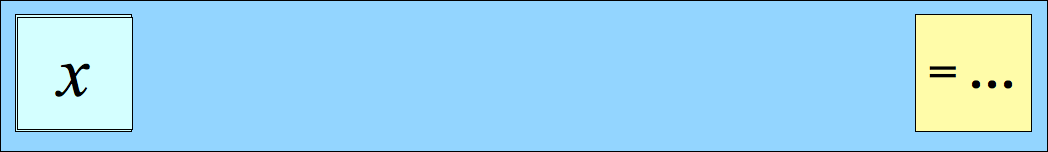 x = ...